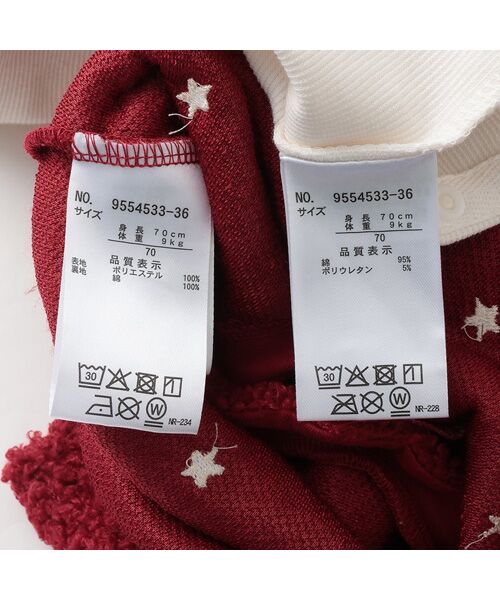 NO. 9554533-36
サイズ
身長 70cm
体重 9kg
70
品質表示
表地
裏地
ポリエステル 100%
綿 100%
30
W
NR-234
NO. 9554533-36
サイズ
身長 70cm
体重 9kg
70
品質表示
綿 95%
ポリウレタン 5%
30
W
NR-228